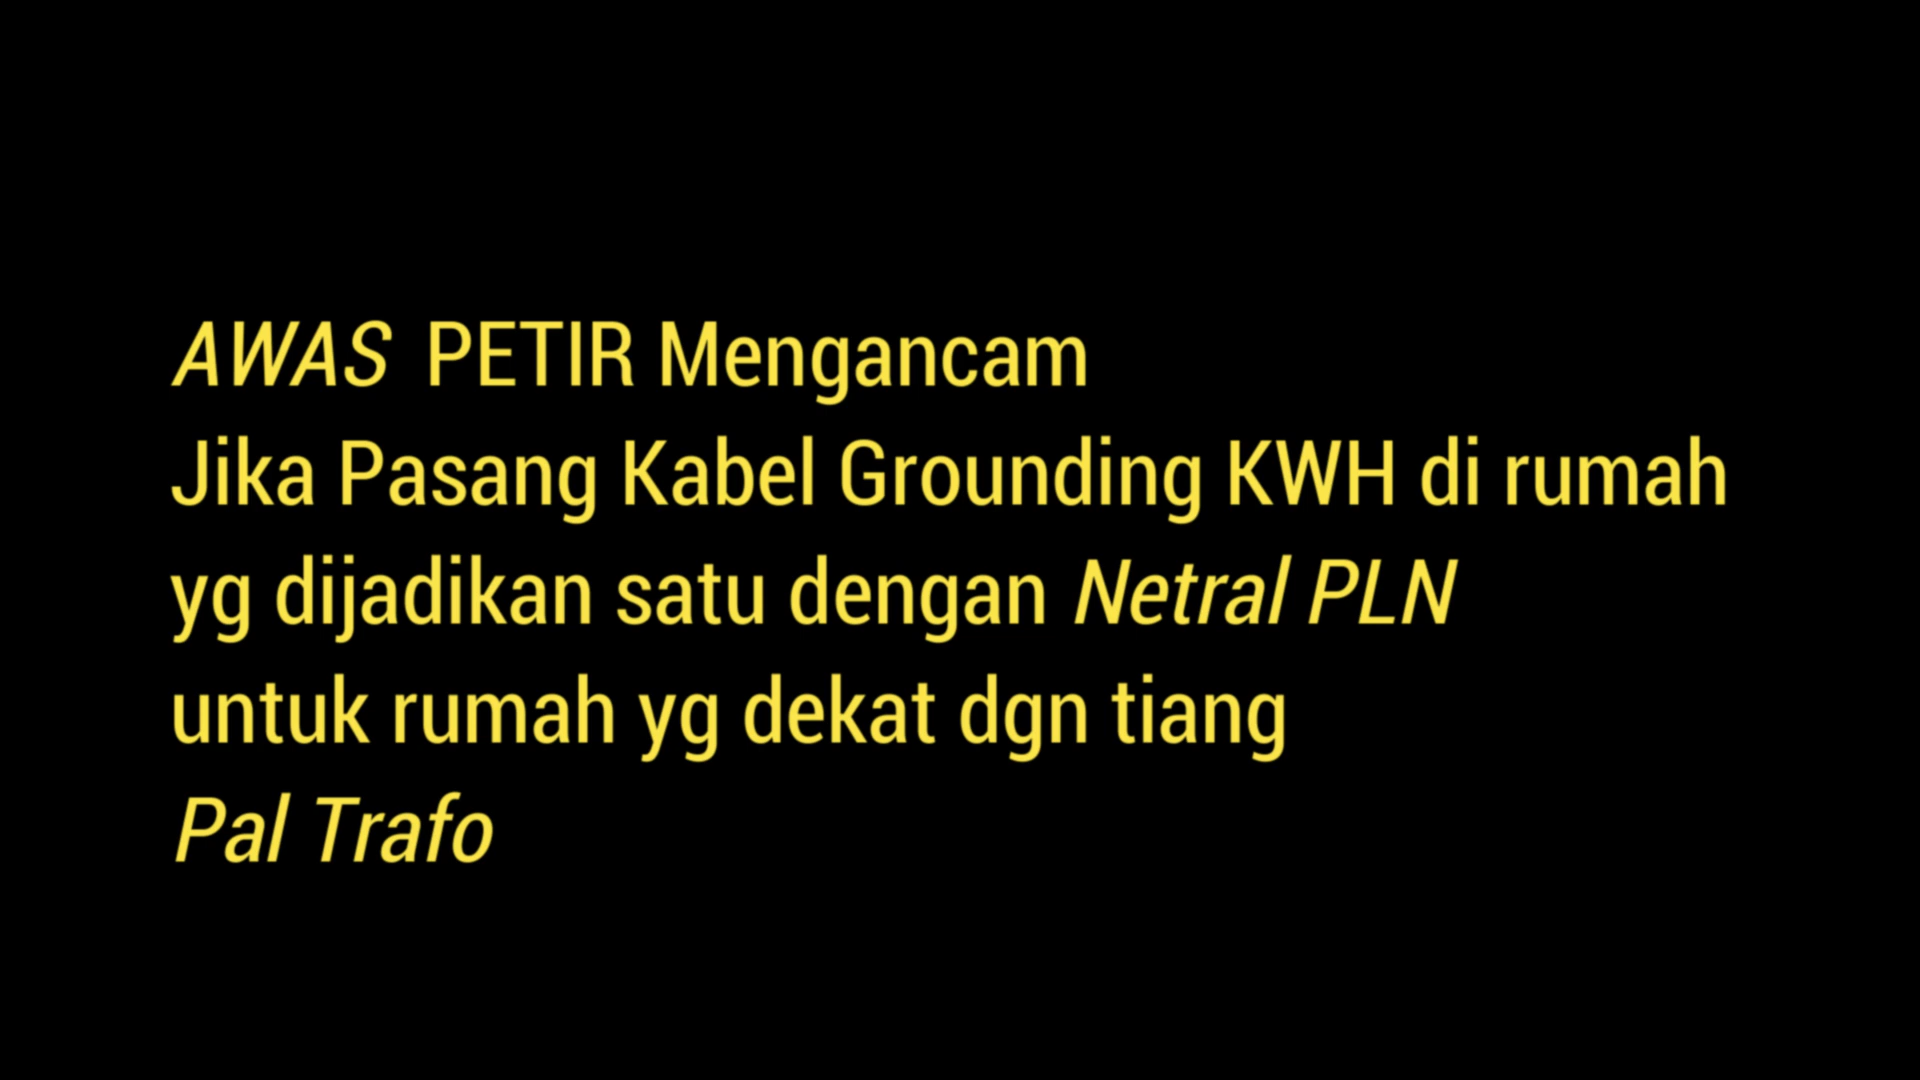 AWAS PETIR Mengancam
Jika Pasang Kabel Grounding KWH di rumah
yg dijadikan satu dengan Netral PLN
untuk rumah yg dekat dgn tiang
Pal Trafo